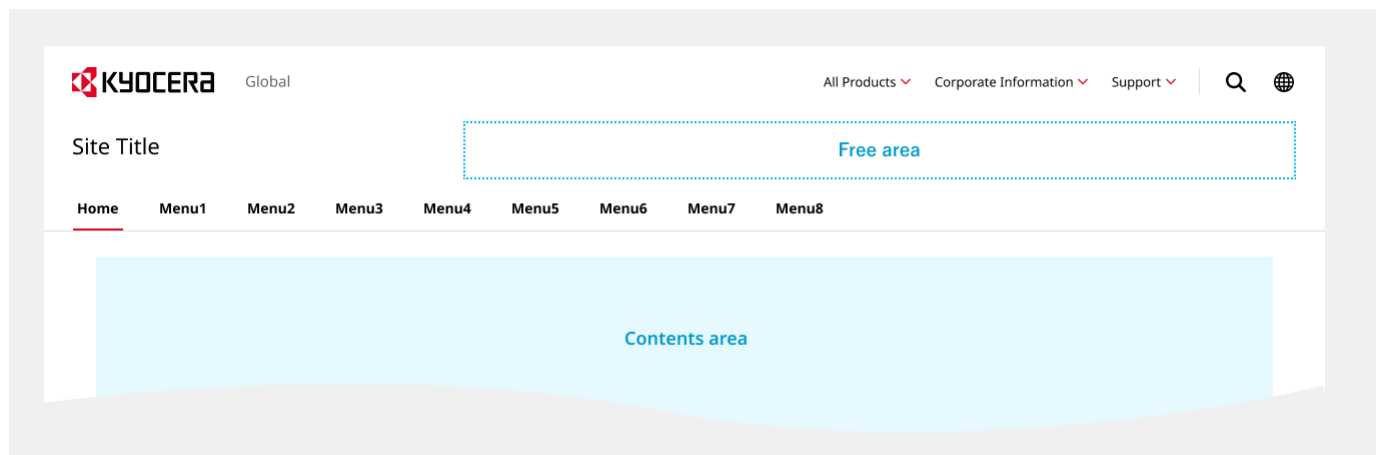 KYOCERA Global All Products Corporate Information Support
Site Title Free area
Home Menu1 Menu2 Menu3 Menu4 Menu5 Menu6 Menu7 Menu8
Contents area